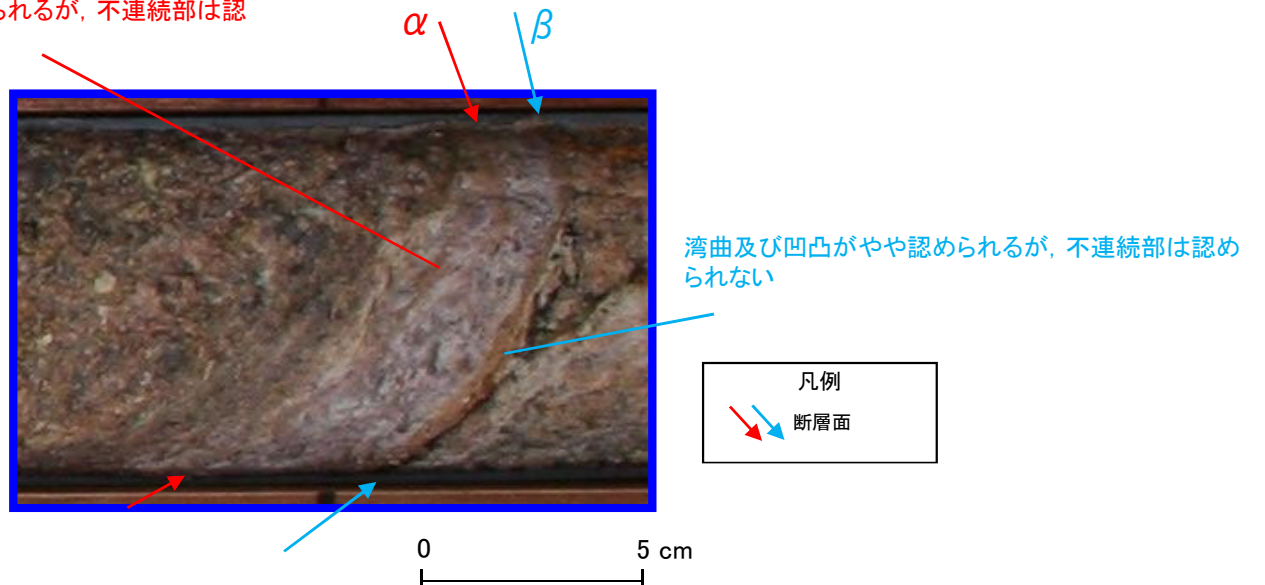 られるが，不連続部は認
α
β
湾曲及び凹凸がやや認められるが，不連続部は認め
られない
凡例
断層面
0 5 cm